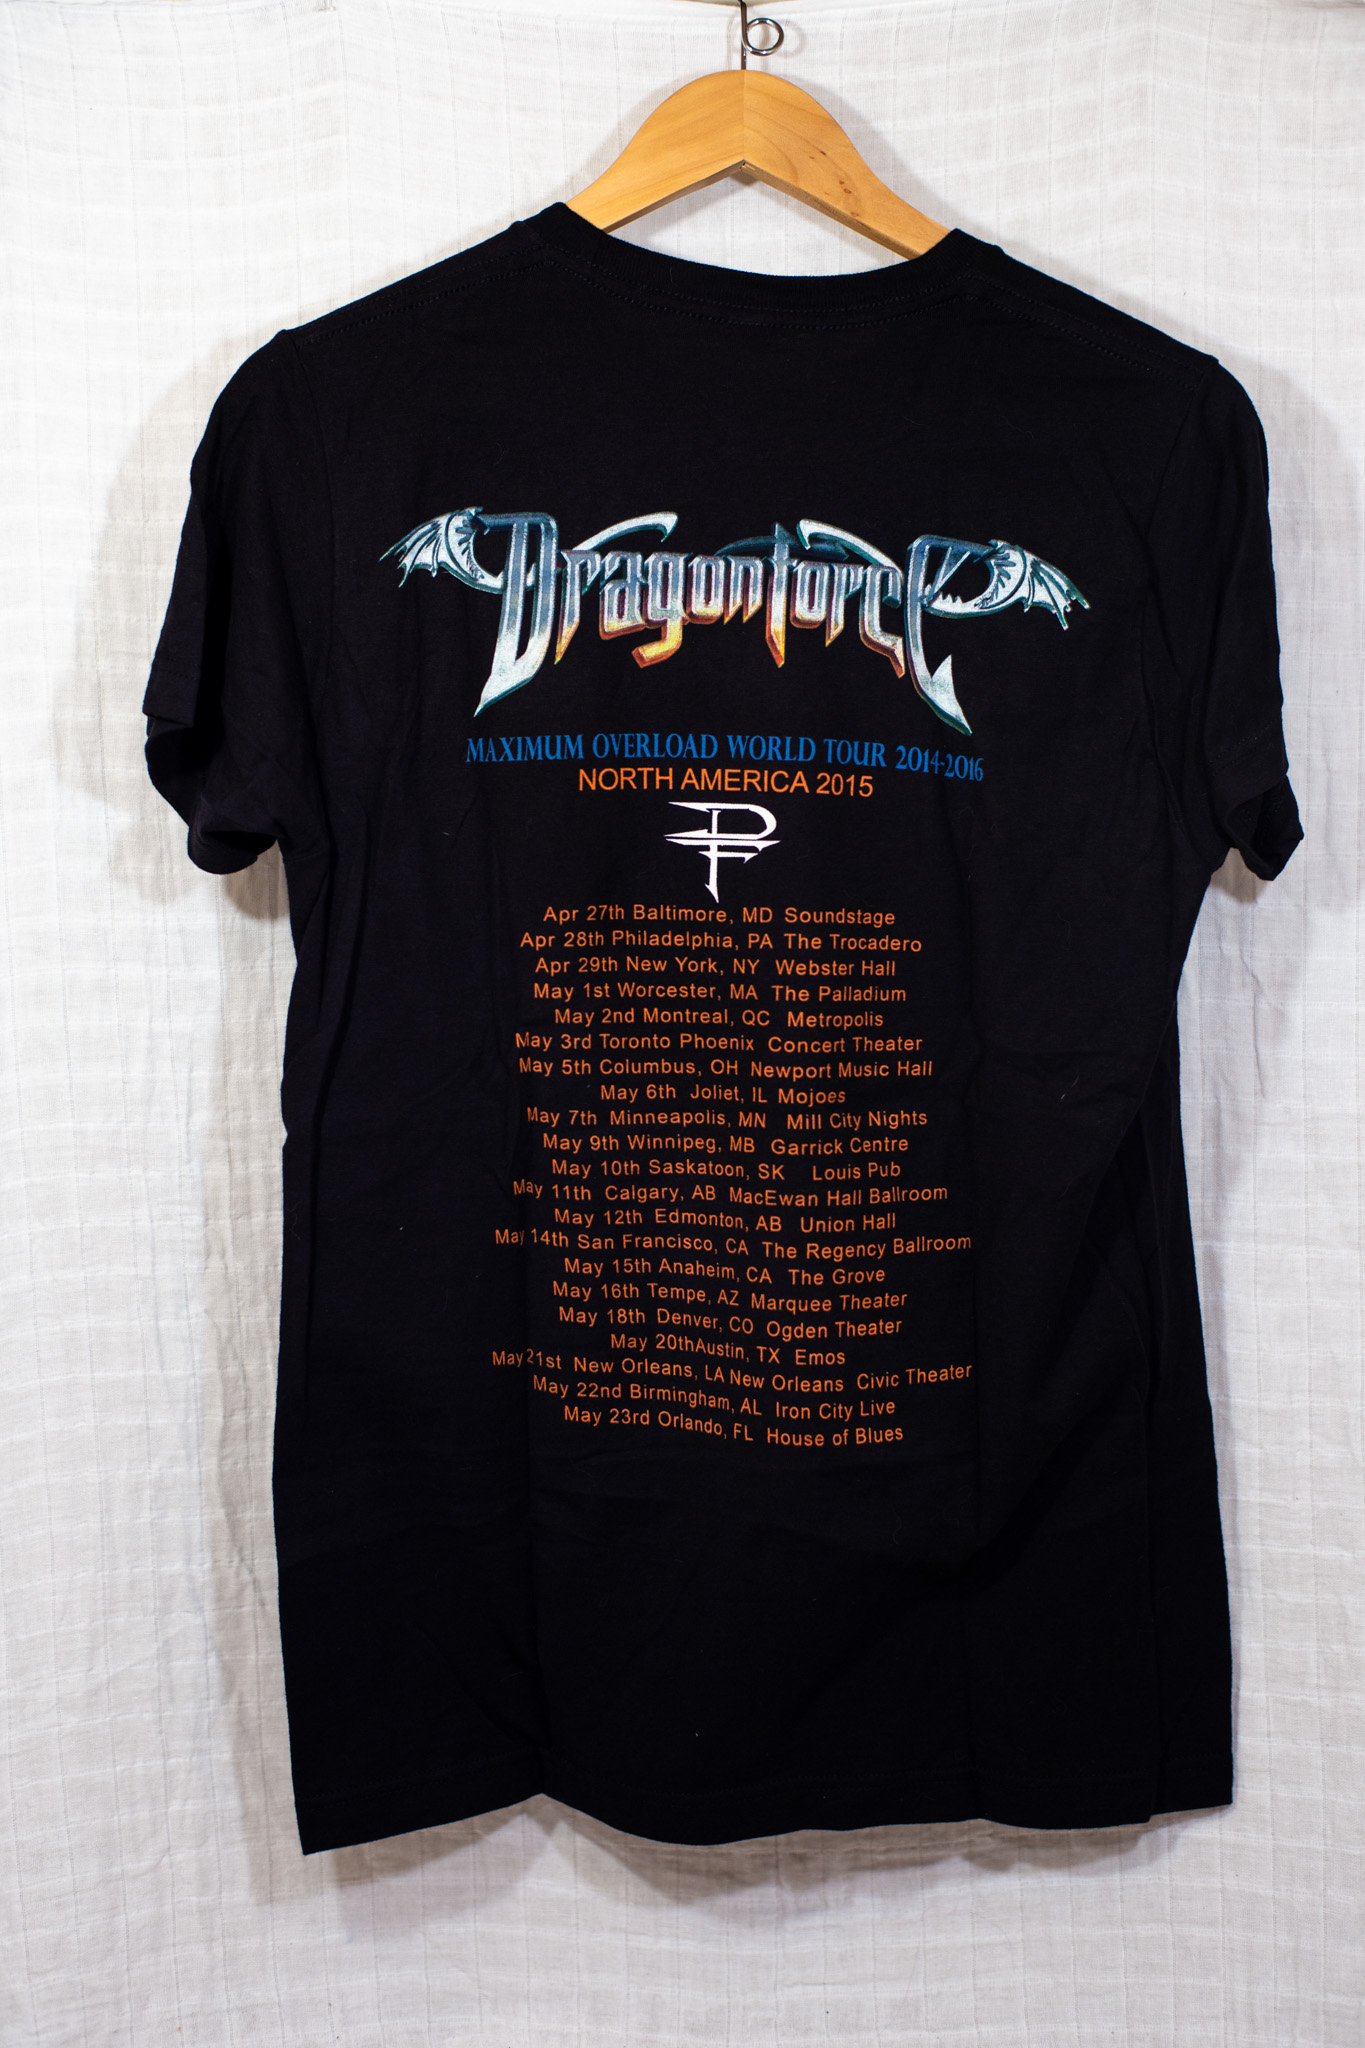 Dragonforce
MAXIMUM OVERLOAD WORLD TOUR 2014-2016
NORTH AMERICA 2015
DF
Apr 27th Baltimore, MD Soundstage
Apr 28th Philadelphia, PA The Trocadero
Apr 29th New York, NY Webster Hall
May 1st Worcester, MA The Palladium
May 2nd Montreal, QC Metropolis
May 3rd Toronto Phoenix Concert Theater
May 5th Columbus, OH Newport Music Hall
May 6th Joliet, IL Mojoes
May 7th Minneapolis, MN Mill City Nights
May 9th Winnipeg, MB Garrick Centre
May 10th Saskatoon, SK Louis Pub
May 11th Calgary, AB MacEwan Hall Ballroom
May 12th Edmonton, AB Union Hall
May 14th San Francisco, CA The Regency Ballroom
May 15th Anaheim, CA The Grove
May 16th Tempe, AZ Marquee Theater
May 18th Denver, CO Ogden Theater
May 20thAustin, TX Emos
May 21st New Orleans, LA New Orleans Civic Theater
May 22nd Birmingham, AL Iron City Live
May 23rd Orlando, FL House of Blues